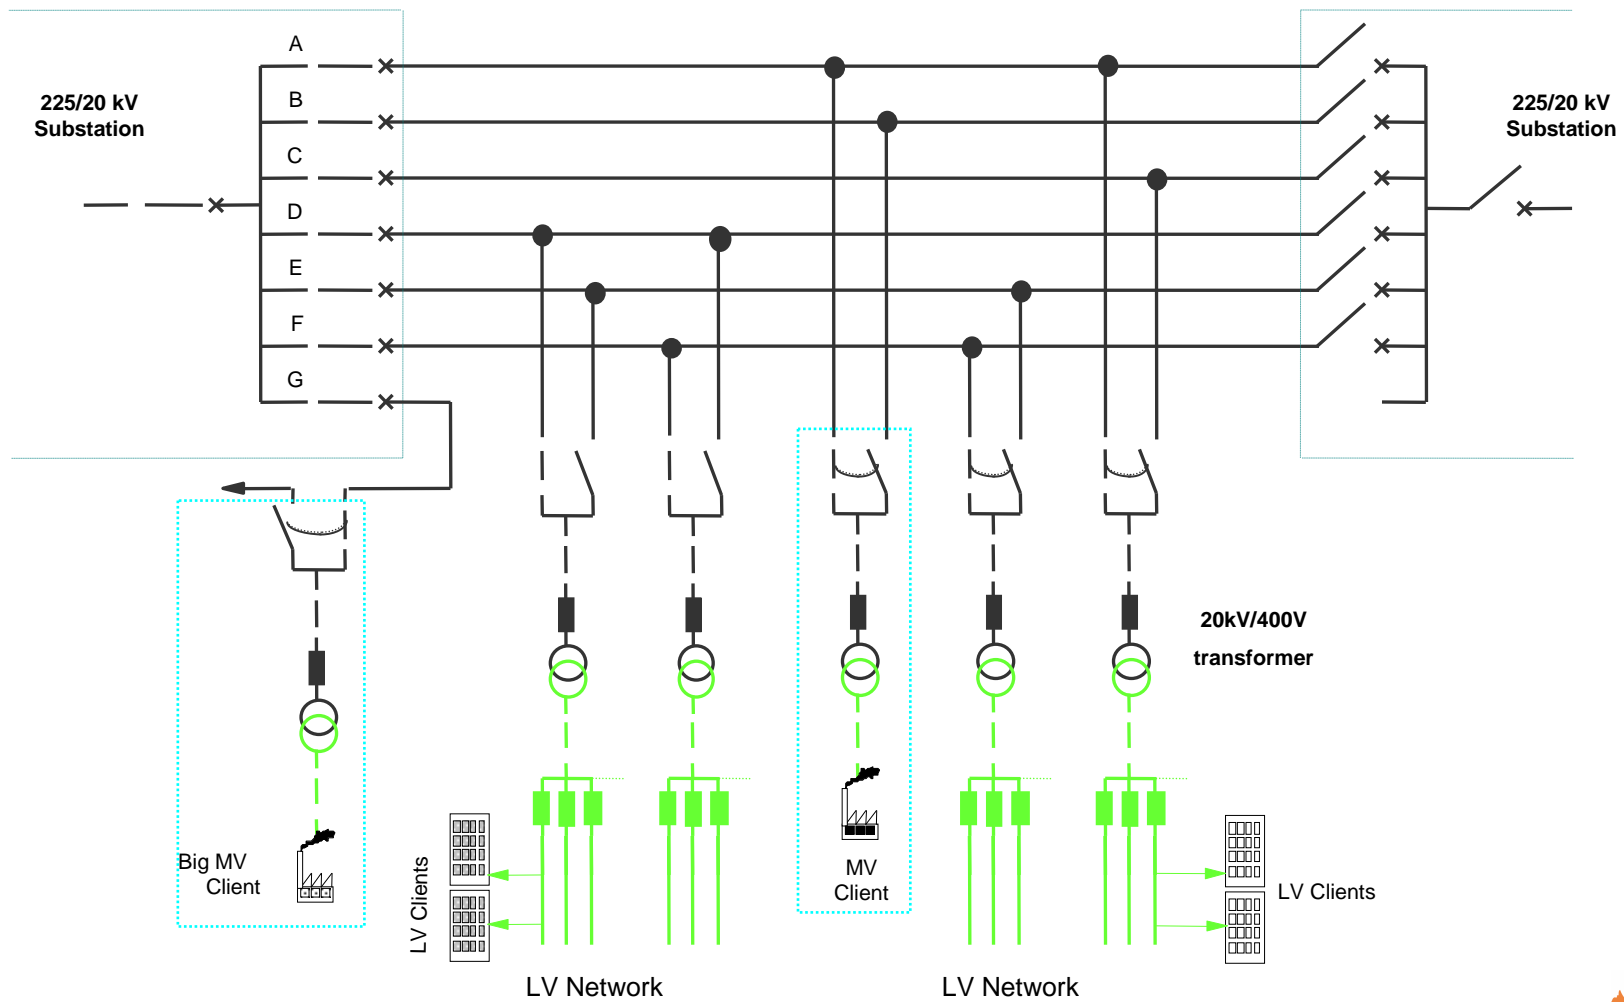 A
B
C
D
E
F
G
225/20 kV
Substation
225/20 kV
Substation
20kV/400V
transformer
Big MV
Client
LV Clients
MV
Client
LV Clients
LV Network
LV Network